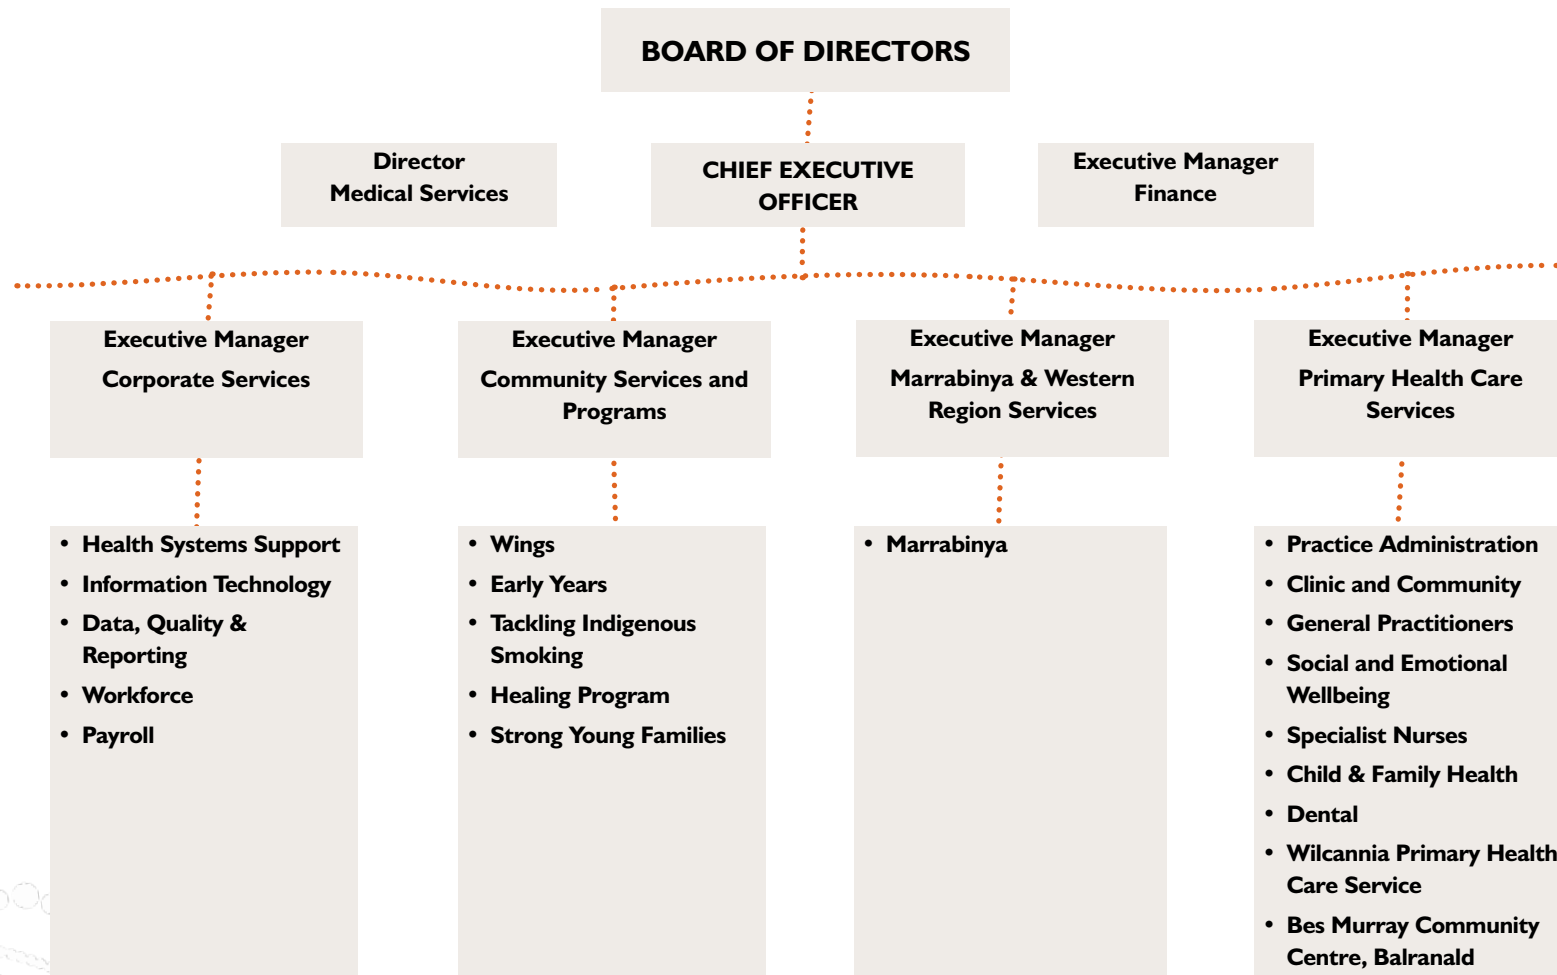 BOARD OF DIRECTORS
Director
Medical Services
CHIEF EXECUTIVE
OFFICER
Executive Manager
Finance
Executive Manager
Corporate Services
Executive Manager
Community Services and
Programs
Executive Manager
Marrabinya & Western
Region Services
Executive Manager
Primary Health Care
Services
• Health Systems Support
• Information Technology
• Data, Quality &
Reporting
• Workforce
• Payroll
• Wings
• Early Years
• Tackling Indigenous
Smoking
• Healing Program
• Strong Young Families
• Marrabinya
• Practice Administration
• Clinic and Community
• General Practitioners
• Social and Emotional
Wellbeing
• Specialist Nurses
• Child & Family Health
• Dental
• Wilcannia Primary Health
Care Service
• Bes Murray Community
Centre, Balranald